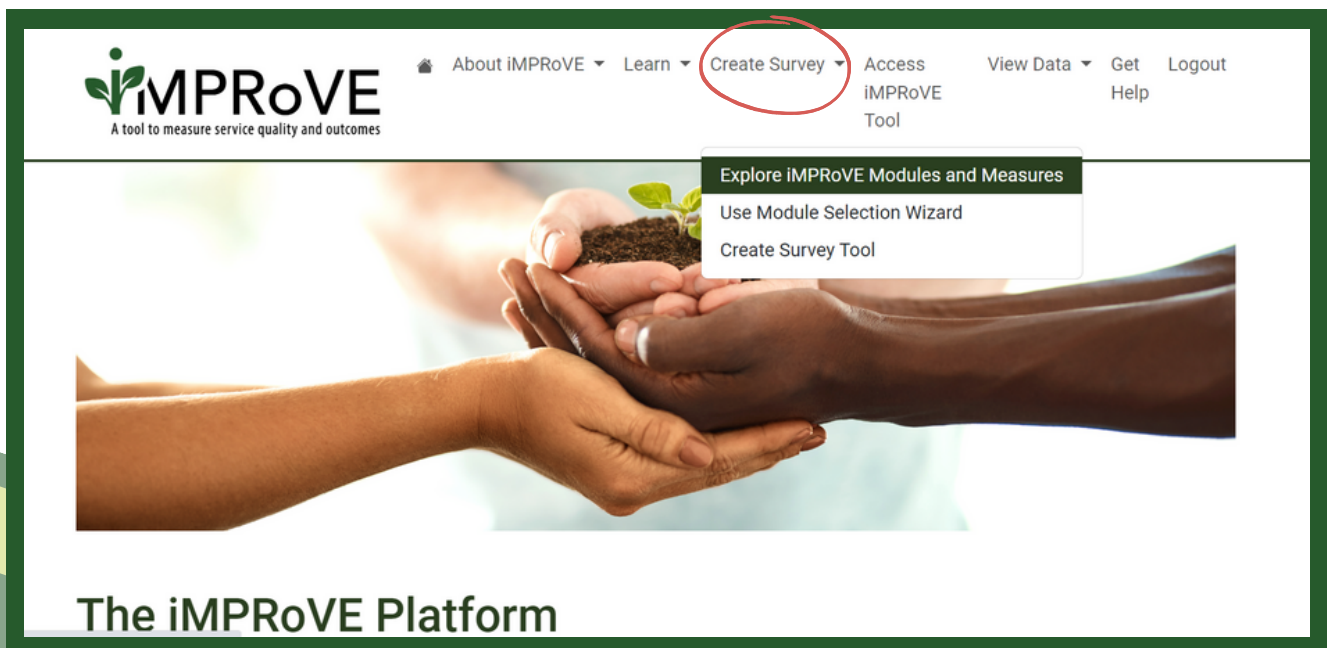 iMPRoVE
A tool to measure service quality and outcomes
About iMPRoVE
Learn
Create Survey
Access
iMPRoVE
Tool
View Data
Get
Help
Logout
Explore iMPRoVE Modules and Measures
Use Module Selection Wizard
Create Survey Tool
The iMPRoVE Platform